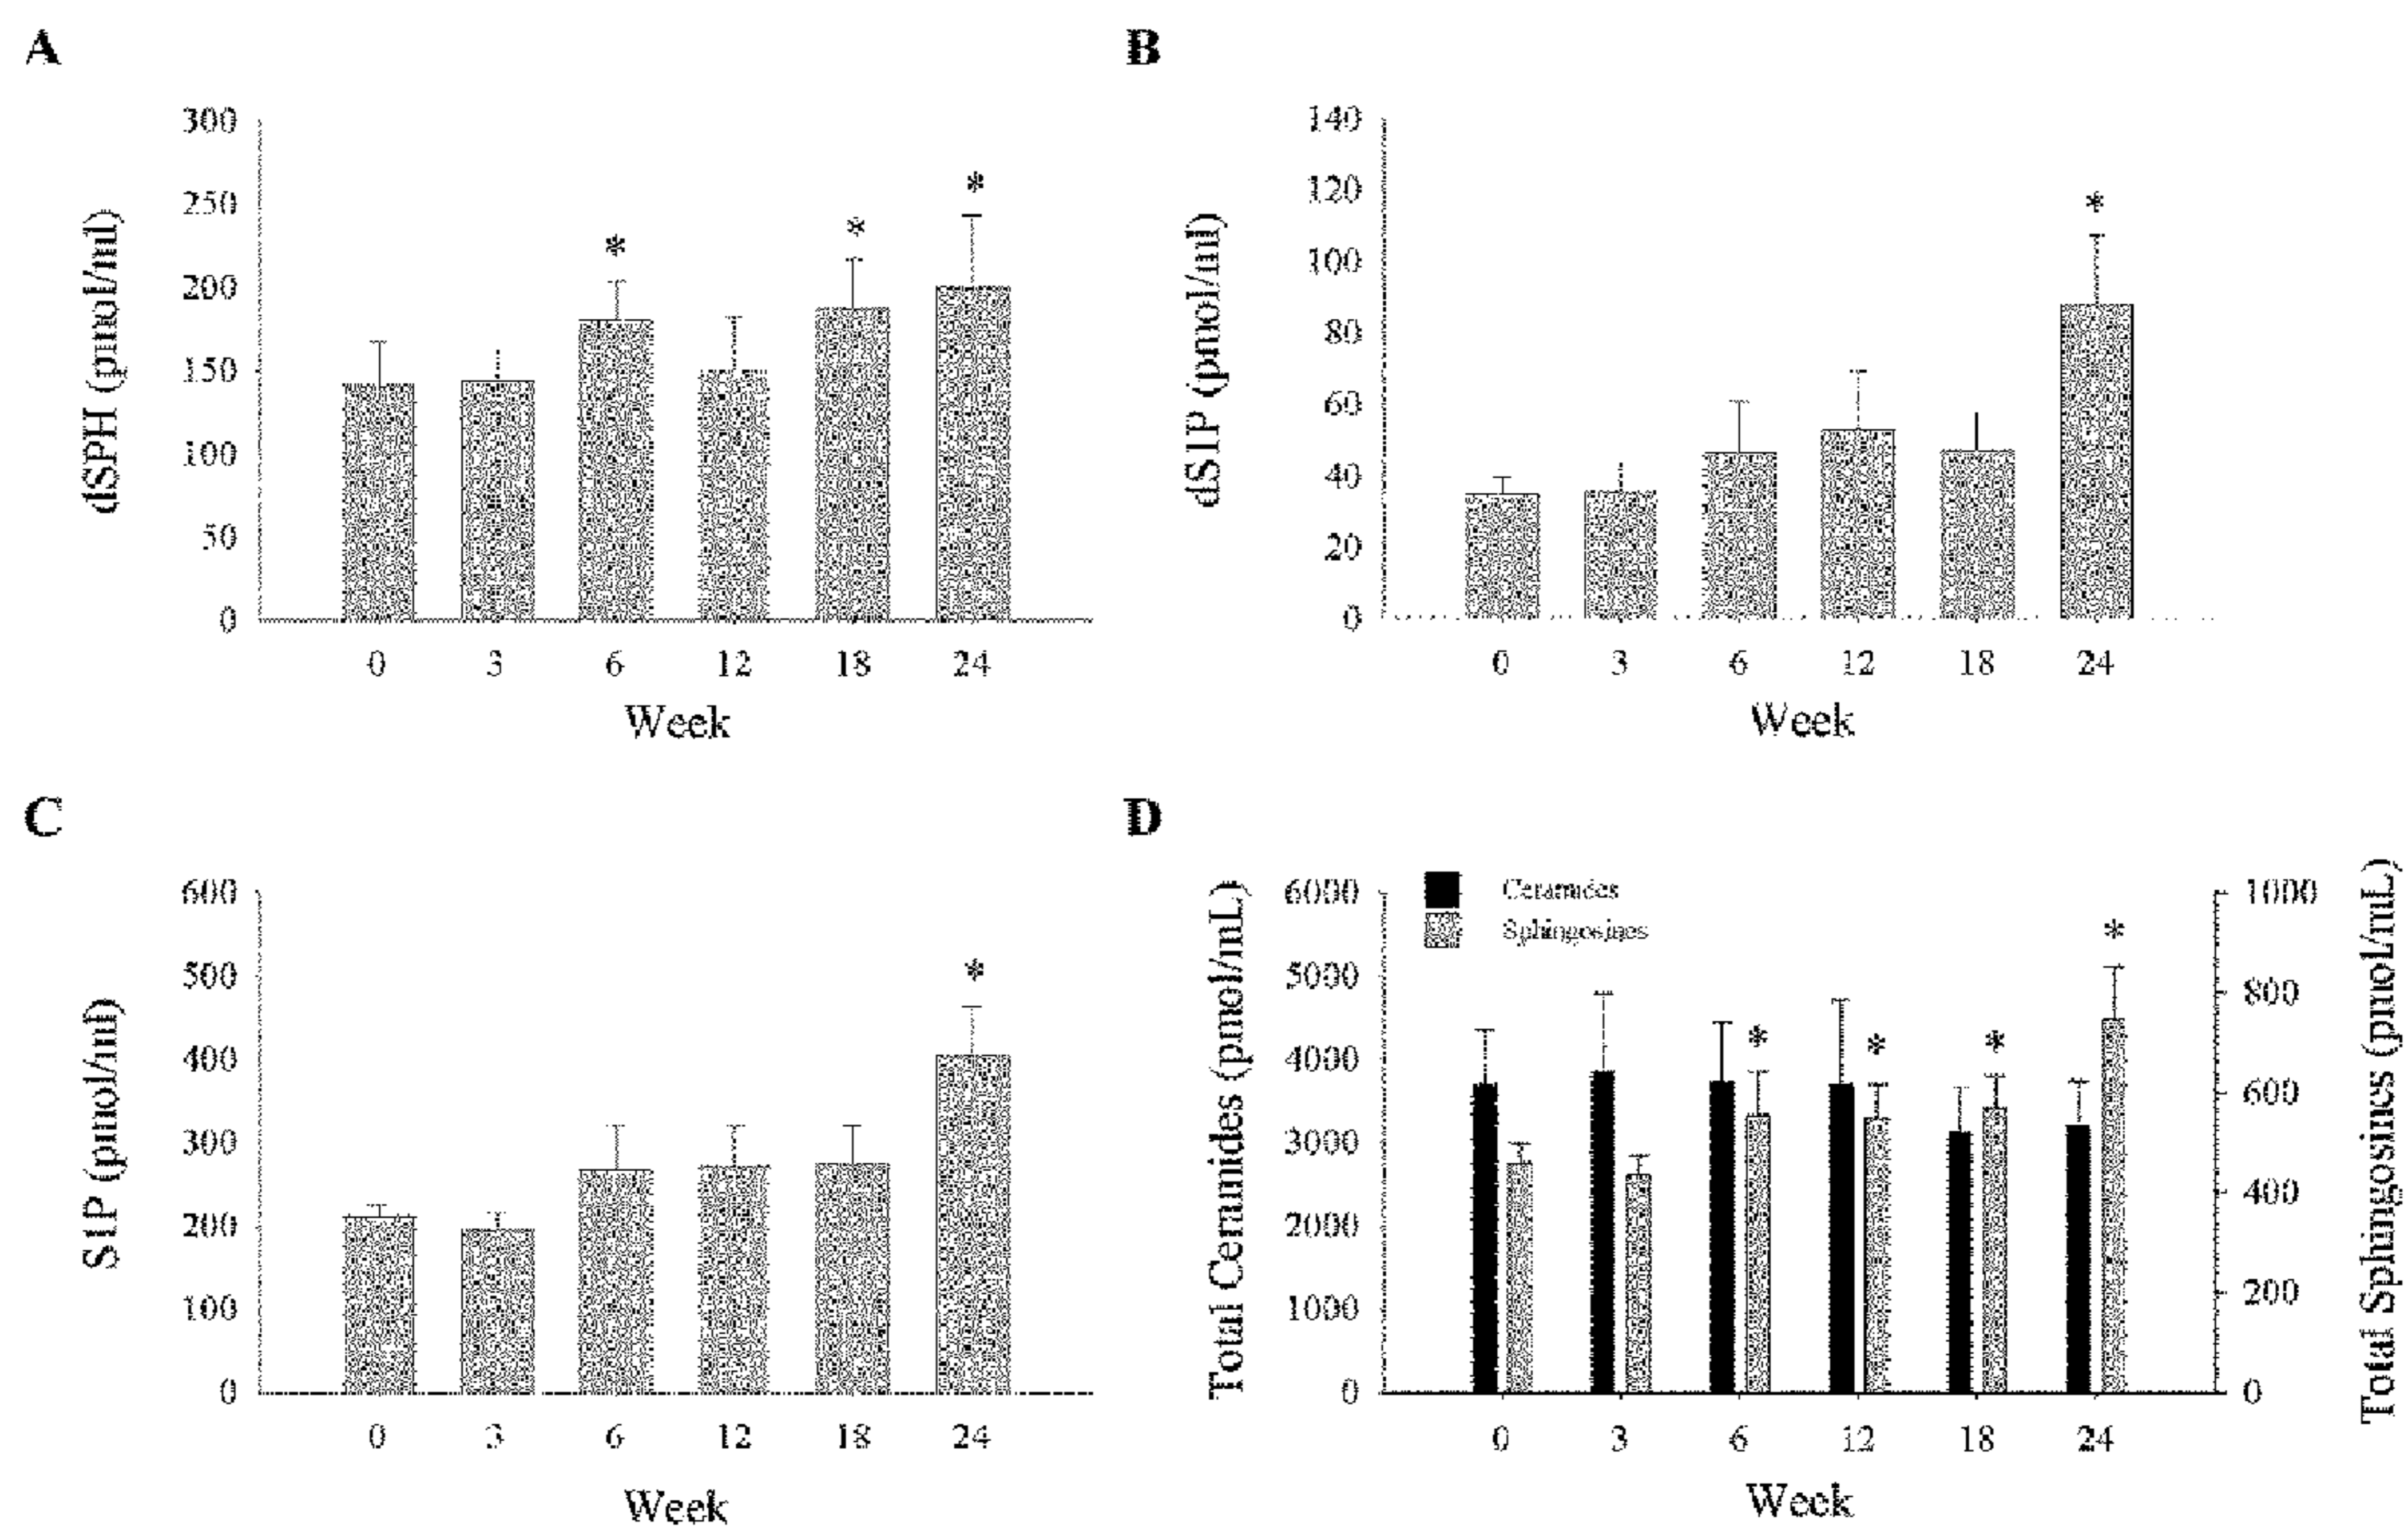 A
300
250
200
150
100
50
0
dSPH (pmol/ml)
*
*
*
0 3 6 12 18 24
Week
B
140
120
100
80
60
40
20
0
dS1P (pmol/ml)
*
0 3 6 12 18 24
Week
C
600
500
400
300
200
100
0
S1P (pmol/ml)
*
0 3 6 12 18 24
Week
D
6000
5000
4000
3000
2000
1000
0
Total Ceramides (pmol/mL)
Ceramides
Sphingosines
*
*
*
*
1000
800
600
400
200
0
Total Sphingosines (pmol/mL)
0 3 6 12 18 24
Week